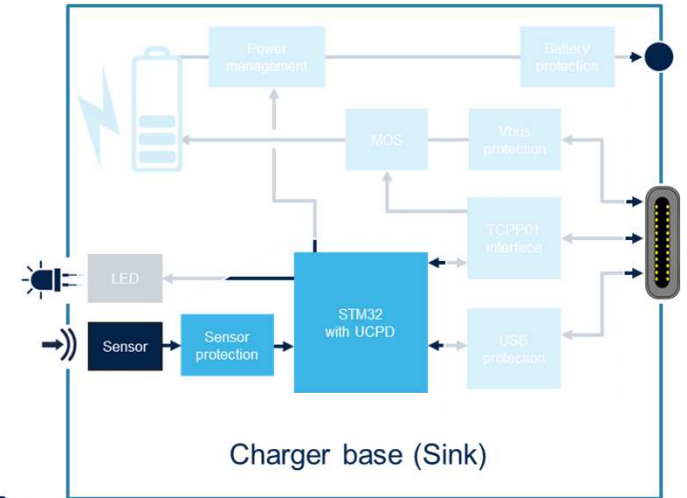 Power
management
Battery
protection
MOS
Vbus
protection
TCPP01
interface
LED
STM32
with UCPD
Sensor
Sensor
protection
USB
protection
Charger base (Sink)